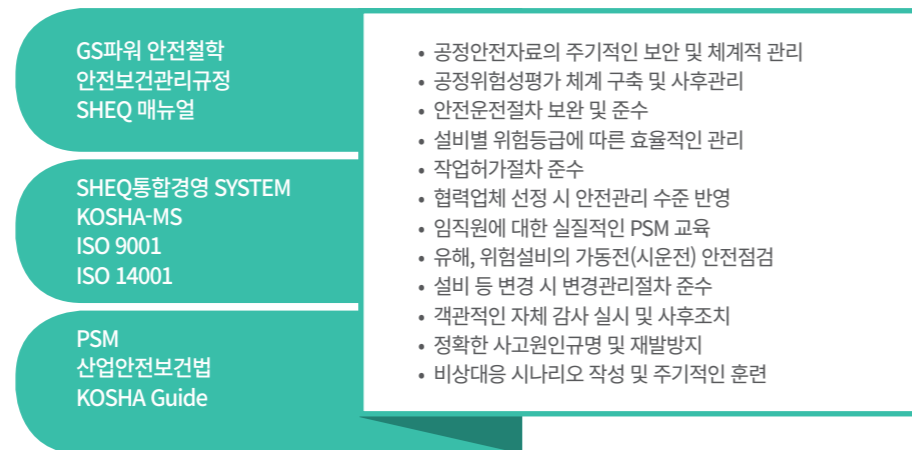 GS파워 안전철학
안전보건관리규정
SHEQ 매뉴얼
SHEQ통합경영 SYSTEM
KOSHA-MS
ISO 9001
ISO 14001
PSM
산업안전보건법
KOSHA Guide
• 공정안전자료의 주기적인 보안 및 체계적 관리
• 공정위험성평가 체계 구축 및 사후관리
• 안전운전절차 보완 및 준수
• 설비별 위험등급에 따른 효율적인 관리
• 작업허가절차 준수
• 협력업체 선정 시 안전관리 수준 반영
• 임직원에 대한 실질적인 PSM 교육
• 유해, 위험설비의 가동전(시운전) 안전점검
• 설비 등 변경 시 변경관리절차 준수
• 객관적인 자체 감사 실시 및 사후조치
• 정확한 사고원인규명 및 재발방지
• 비상대응 시나리오 작성 및 주기적인 훈련